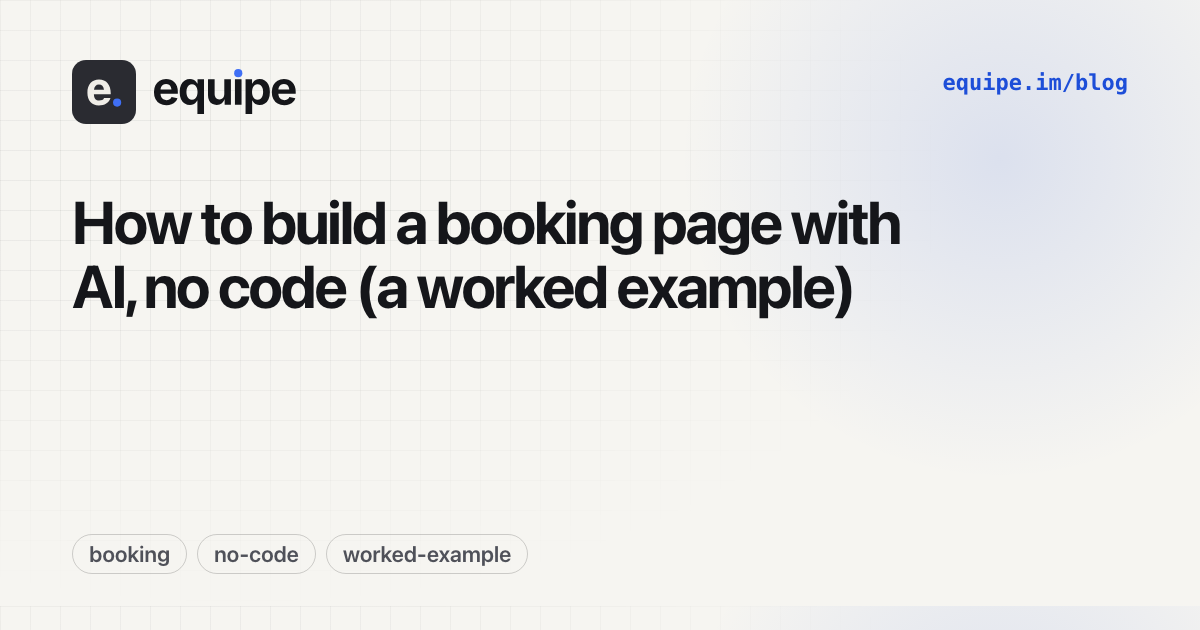 e.
equipe
equipe.im/blog
How to build a booking page with
AI, no code (a worked example)
booking
no-code
worked-example